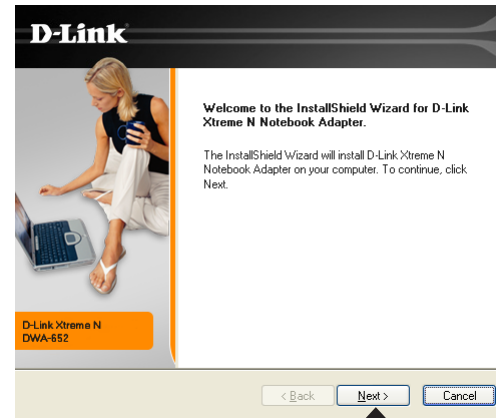 D-Link
Welcome to the InstallShield Wizard for D-Link
Xtreme N Notebook Adapter.
The InstallShield Wizard will install D-Link Xtreme N
Notebook Adapter on your computer. To continue, click
Next.
D-Link Xtreme N
DWA-652
< Back
Next >
Cancel